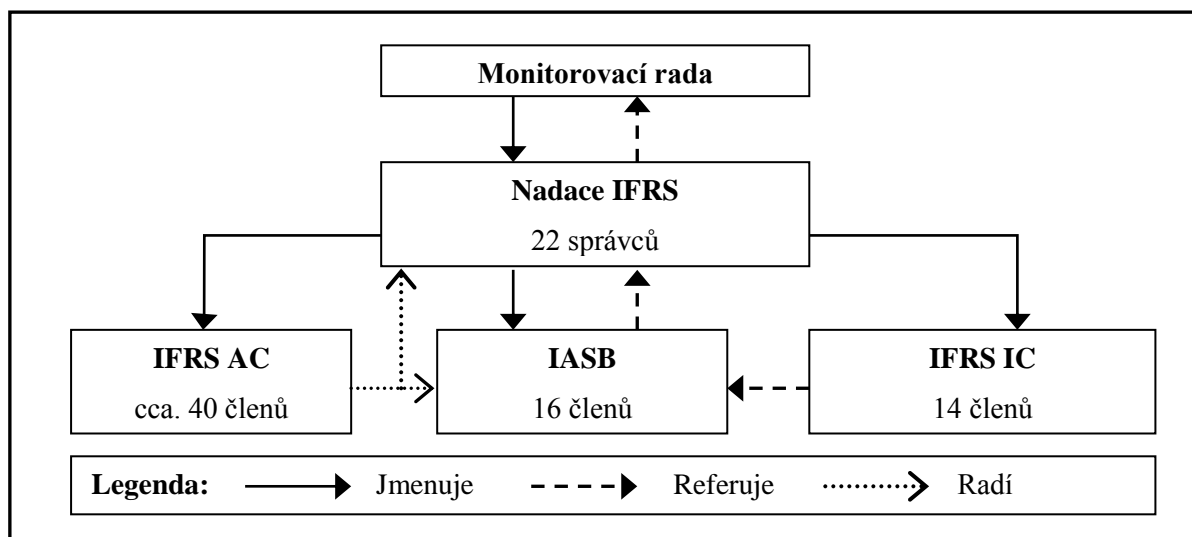 Monitorovací rada
Nadace IFRS
22 správců
IFRS AC
cca. 40 členů
IASB
16 členů
IFRS IC
14 členů
Legenda: Jmenuje Referuje Radí